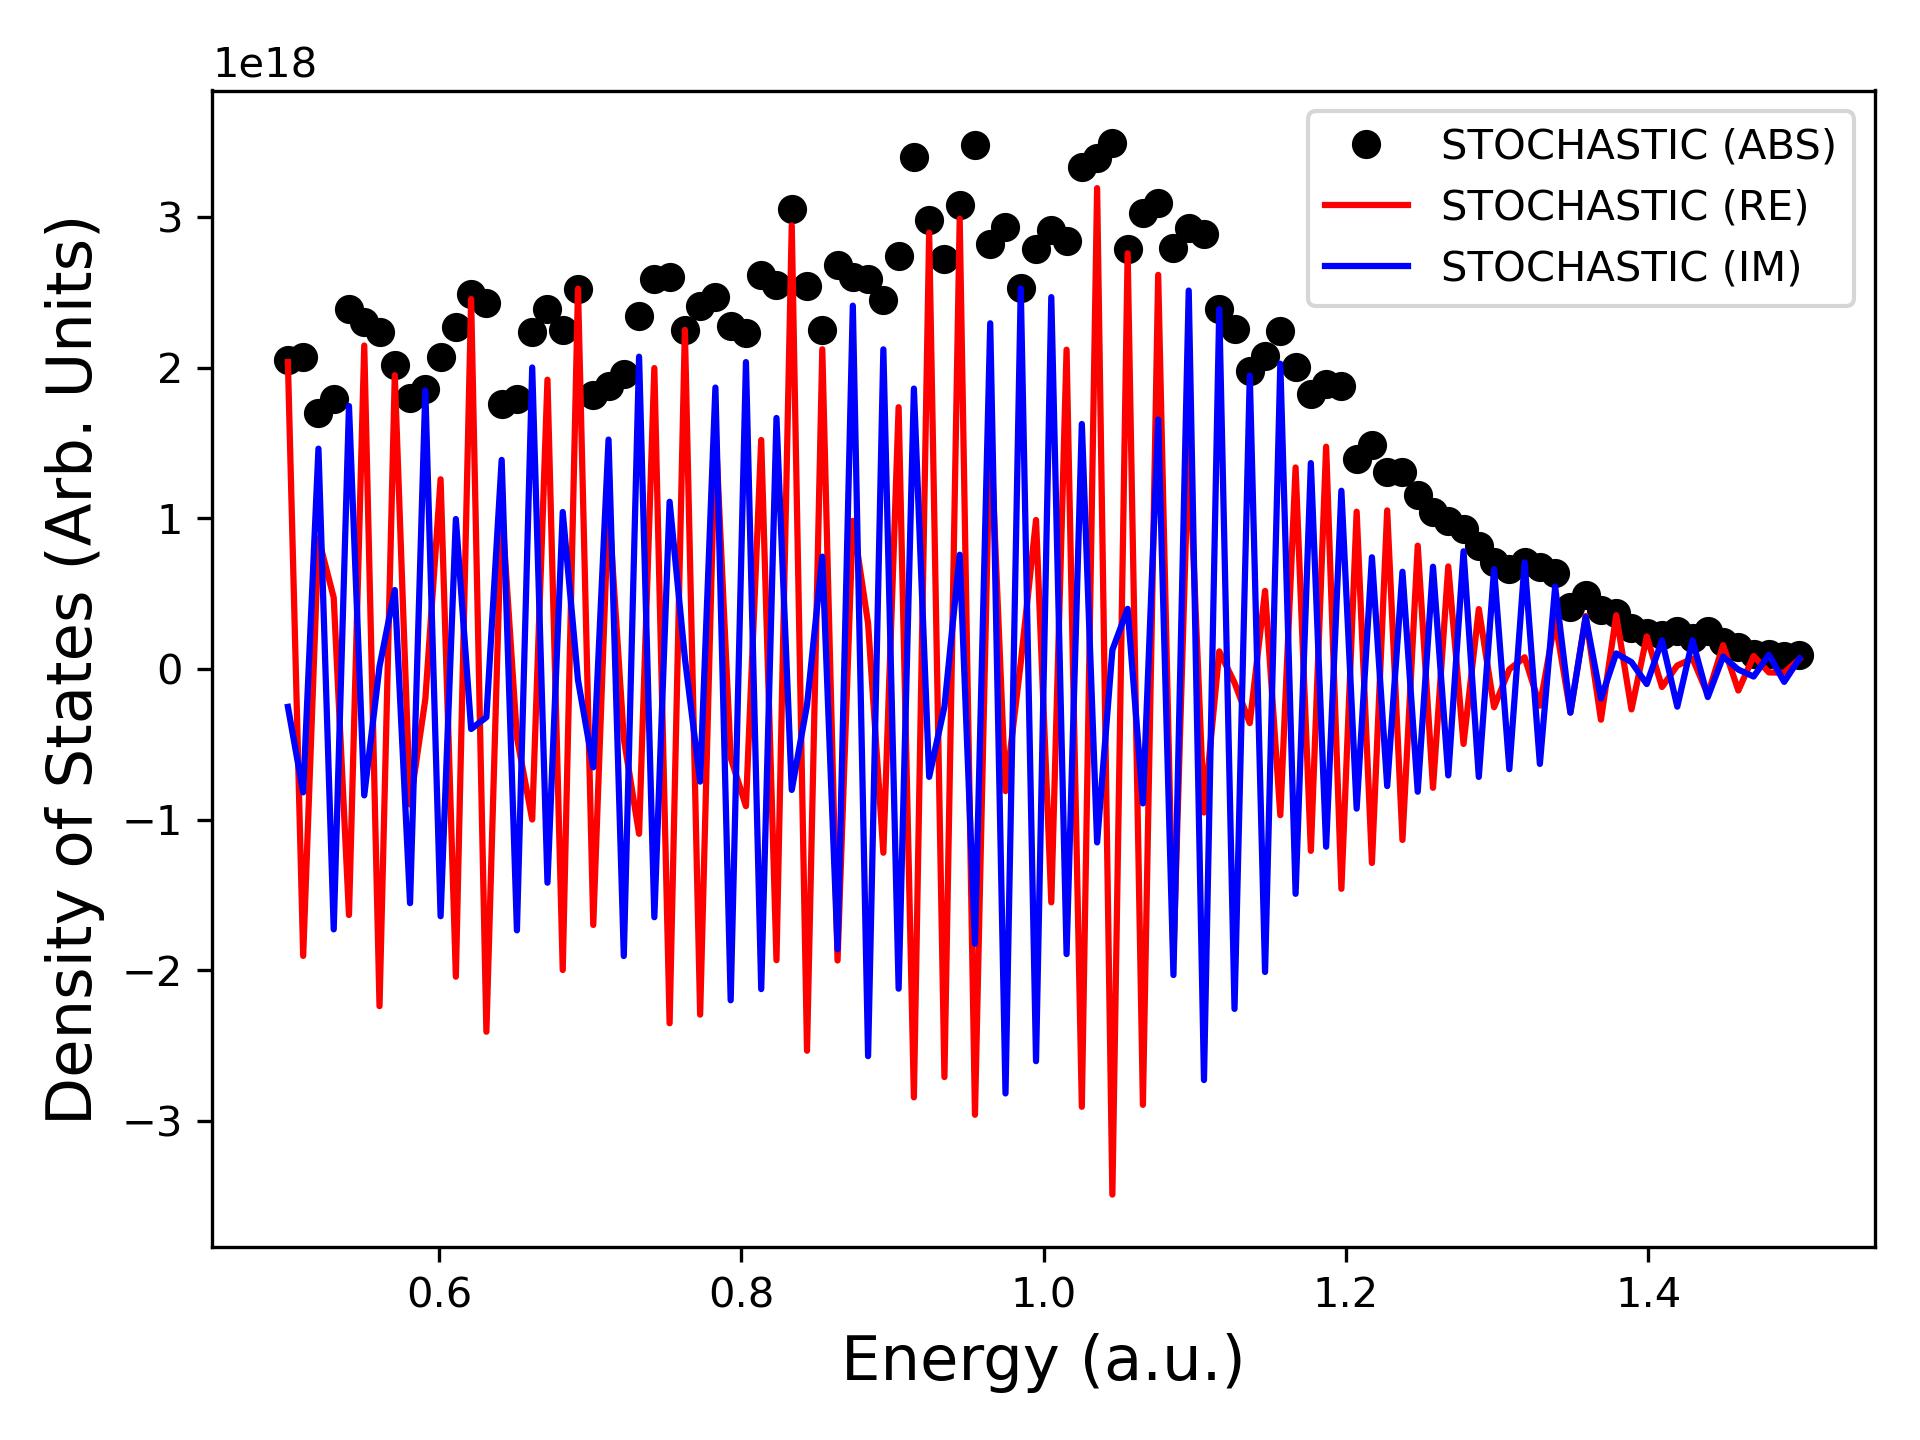 1e18
STOCHASTIC (ABS)
STOCHASTIC (RE)
STOCHASTIC (IM)
Density of States (Arb. Units)
3
2
1
0
−1
−2
−3
0.6 0.8 1.0 1.2 1.4
Energy (a.u.)